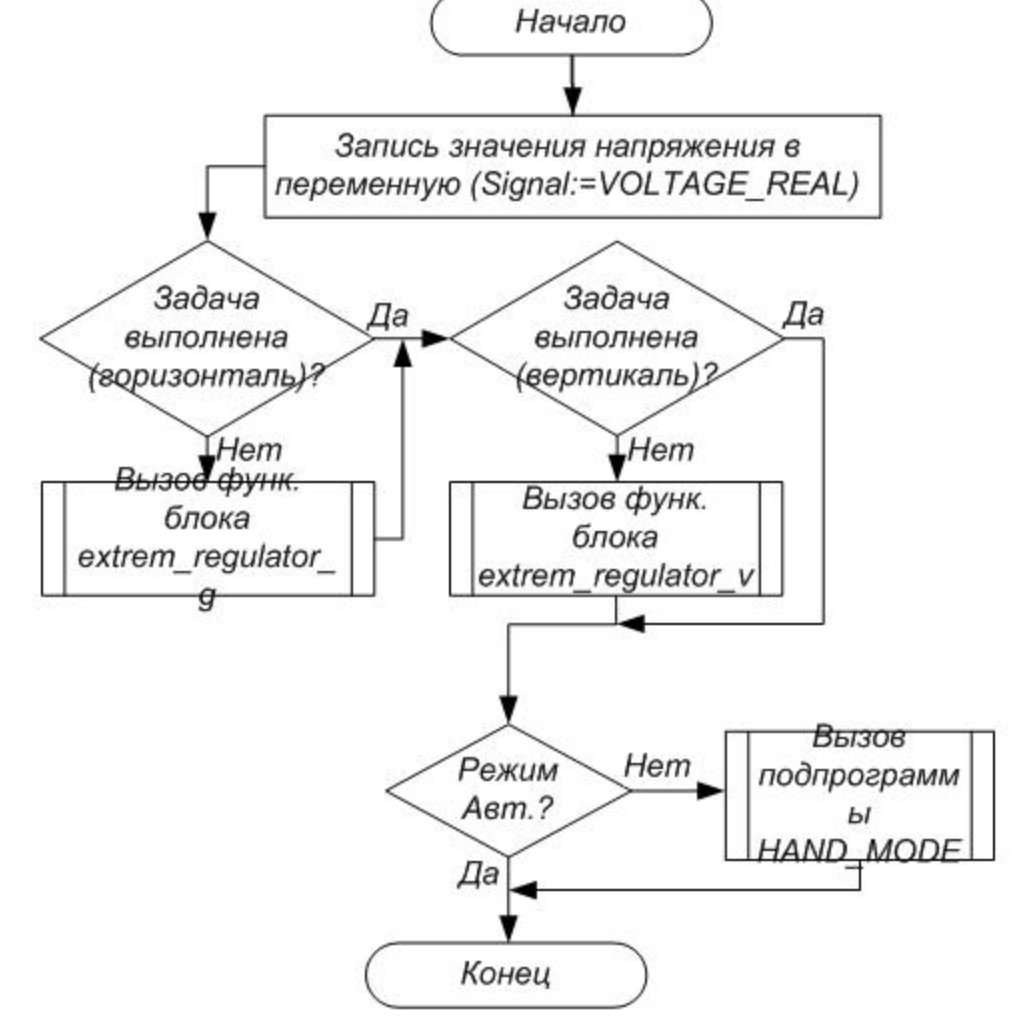 Начало
Запись значения напряжения в
переменную (Signal:=VOLTAGE_REAL)
Задача
выполнена
(горизонталь)?
Да
Задача
выполнена
(вертикаль)?
Да
Нет
Вызов функ.
блока
extrem_regulator_
g
Нет
Вызов функ.
блока
extrem_regulator_v
Режим
Авт.?
Нет
Вызов
подпрограмм
ы
HAND_MODE
Да
Конец